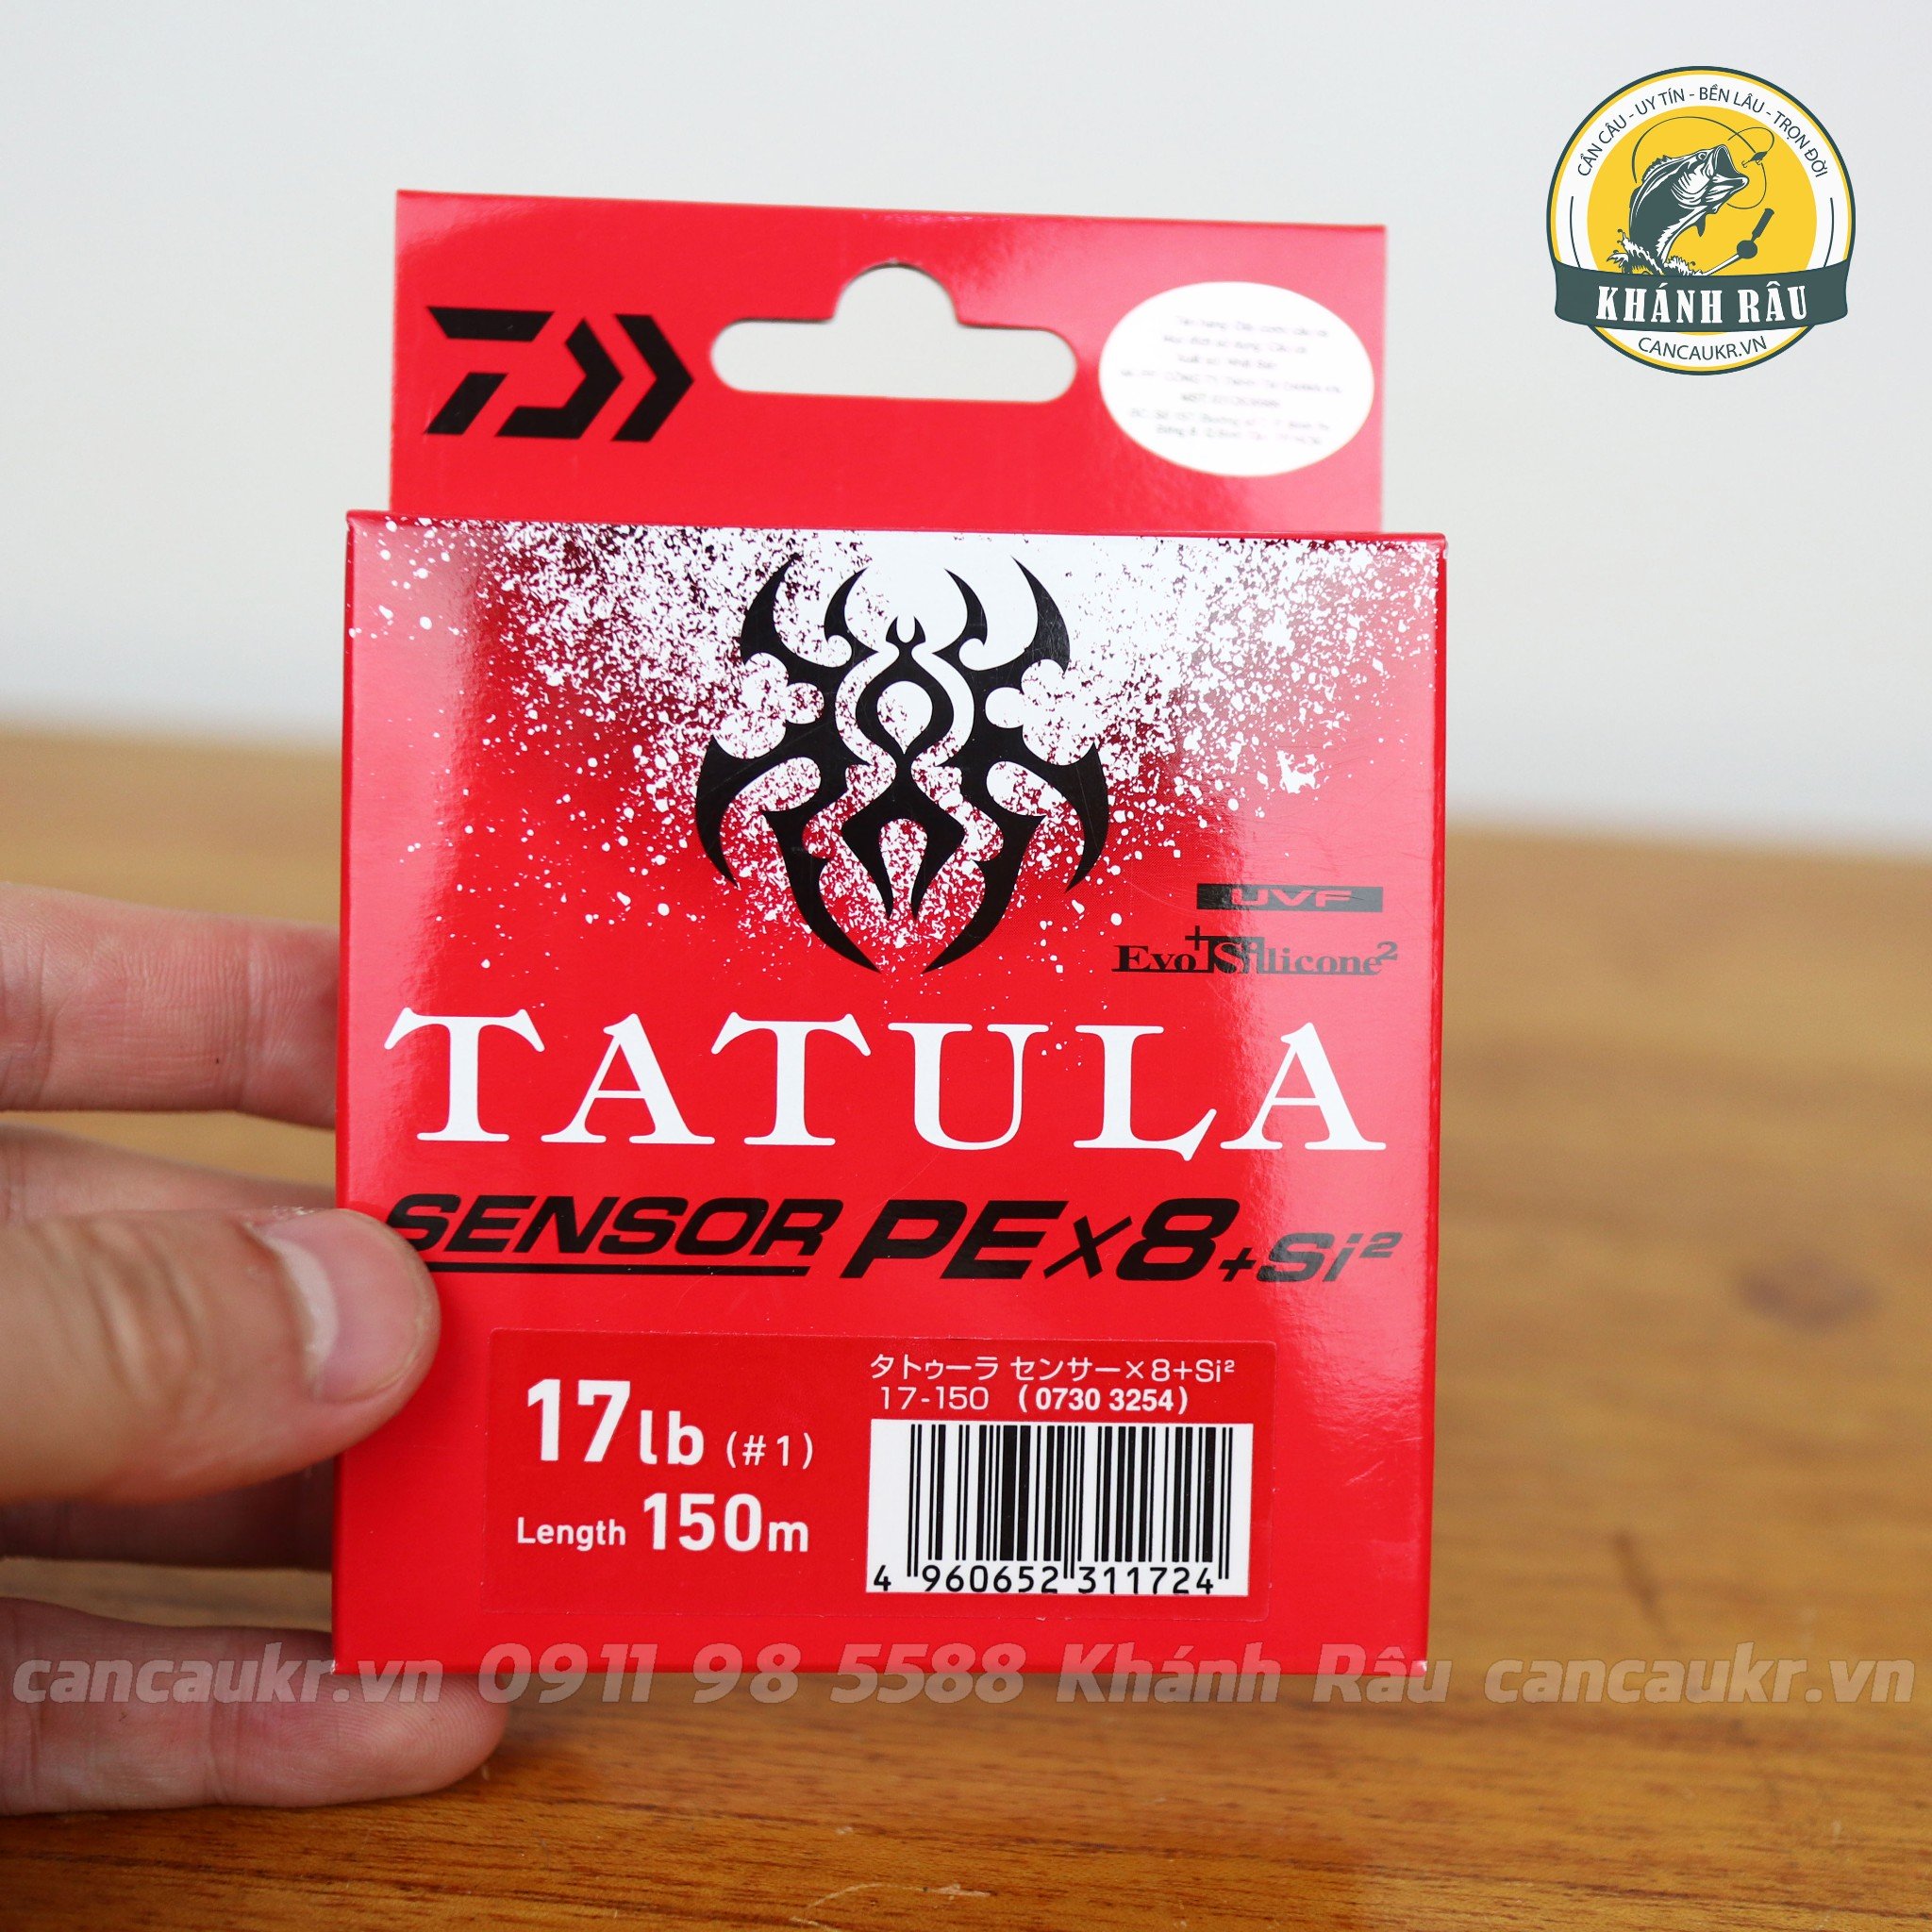 CẦN CÂU - UY TÍN - BỀN LÂU - TRỌN ĐỜI
KHÁNH RÂU
CANCAUKR.VN
UVF
Evo+Silicone²
TATULA
SENSOR PE×8+Si²
タトゥーラ センサー×8+Si²
17-150 (0730 3254)
17lb (#1)
Length 150m
4 960652 311724
cancaukr.vn 0911 98 5588 Khánh Râu cancaukr.vn